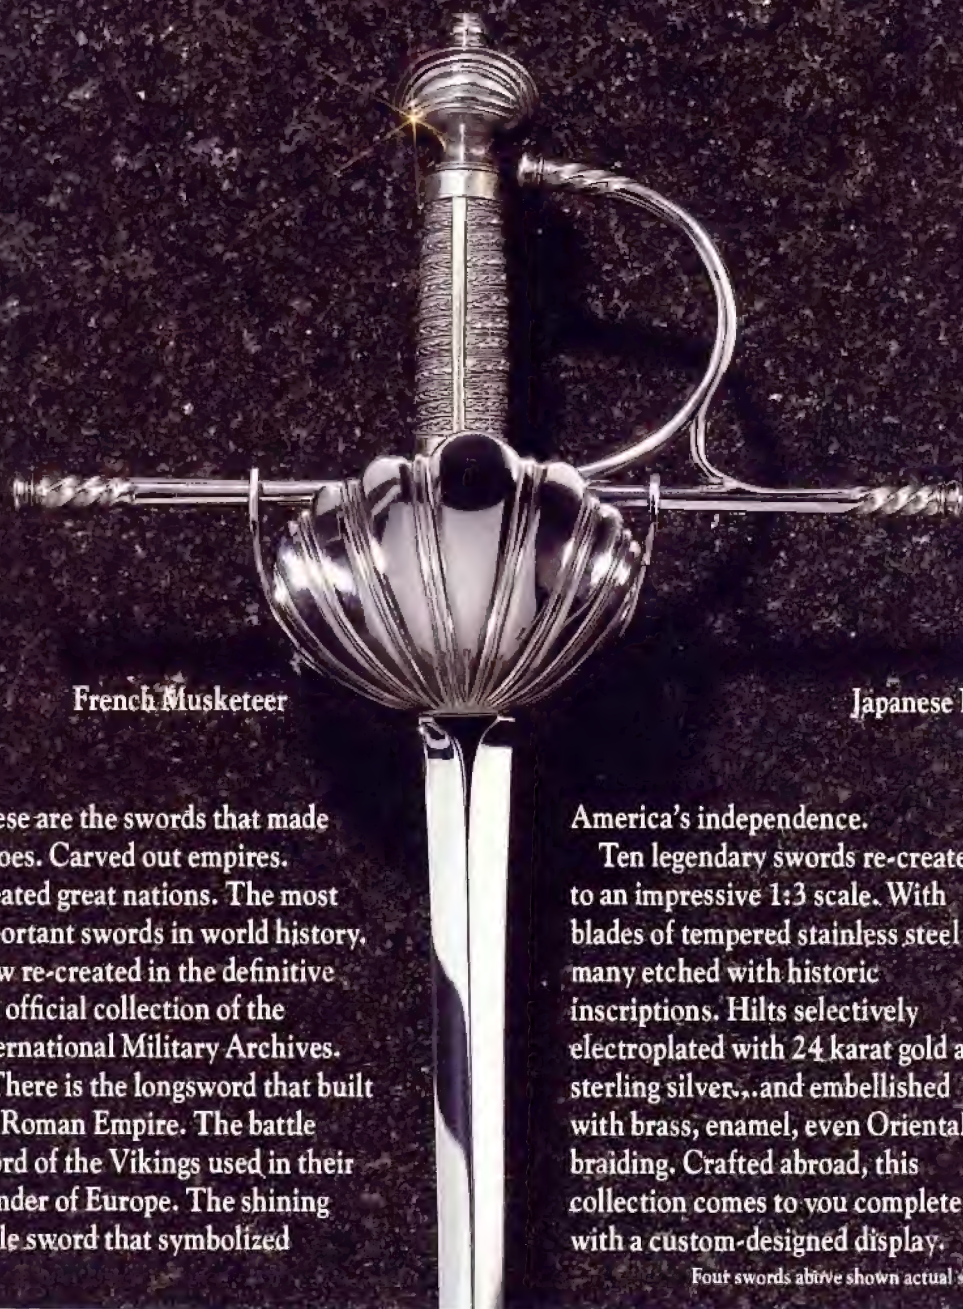 French Musketeer
Japanese
ese are the swords that made
oes. Carved out empires.
ated great nations. The most
ortant swords in world history,
w re-created in the definitive
official collection of the
ernational Military Archives.
There is the longsword that built
Roman Empire. The battle
rd of the Vikings used in their
nder of Europe. The shining
le sword that symbolized
America's independence.
Ten legendary swords re-create
to an impressive 1:3 scale. With
blades of tempered stainless steel
many etched with historic
inscriptions. Hilts selectively
electroplated with 24 karat gold a
sterling silver...and embellished
with brass, enamel, even Orienta
braiding. Crafted abroad, this
collection comes to you complete
with a custom-designed display.
Four swords above shown actual s